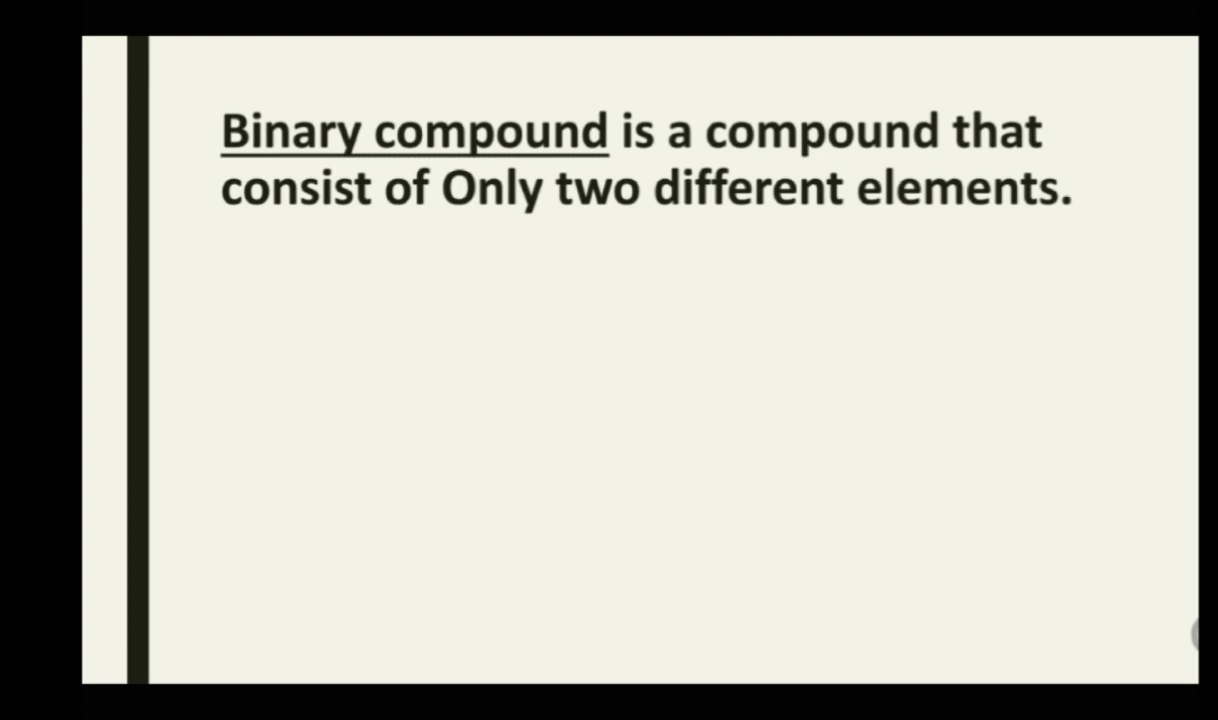 Binary compound is a compound that
consist of Only two different elements.